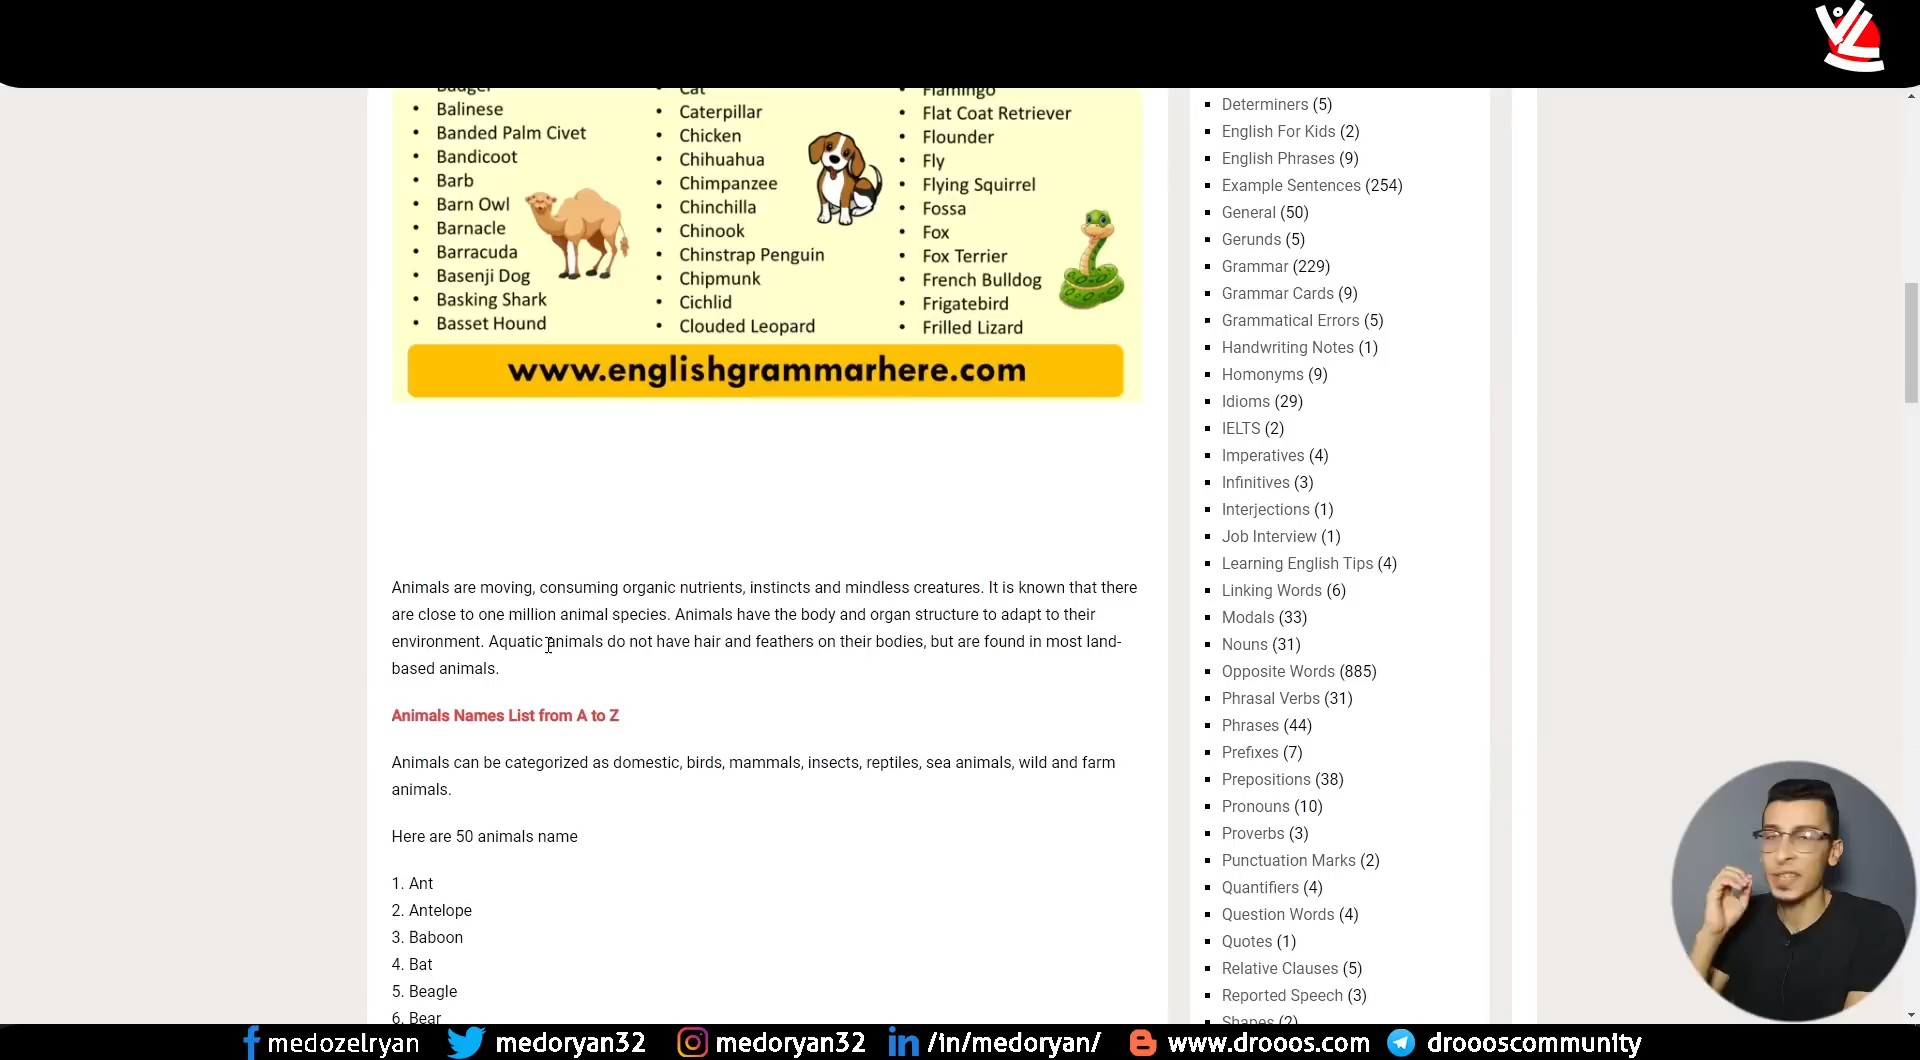 Badger
Balinese
Banded Palm Civet
Bandicoot
Barb
Barn Owl
Barnacle
Barracuda
Basenji Dog
Basking Shark
Basset Hound
Cat
Caterpillar
Chicken
Chihuahua
Chimpanzee
Chinchilla
Chinook
Chinstrap Penguin
Chipmunk
Cichlid
Clouded Leopard
Flamingo
Flat Coat Retriever
Flounder
Fly
Flying Squirrel
Fossa
Fox
Fox Terrier
French Bulldog
Frigatebird
Frilled Lizard
www.englishgrammarhere.com
Animals are moving, consuming organic nutrients, instincts and mindless creatures. It is known that there
are close to one million animal species. Animals have the body and organ structure to adapt to their
environment. Aquatic animals do not have hair and feathers on their bodies, but are found in most land-
based animals.
Animals Names List from A to Z
Animals can be categorized as domestic, birds, mammals, insects, reptiles, sea animals, wild and farm
animals.
Here are 50 animals name
1. Ant
2. Antelope
3. Baboon
4. Bat
5. Beagle
6. Bear
Determiners (5)
English For Kids (2)
English Phrases (9)
Example Sentences (254)
General (50)
Gerunds (5)
Grammar (229)
Grammar Cards (9)
Grammatical Errors (5)
Handwriting Notes (1)
Homonyms (9)
Idioms (29)
IELTS (2)
Imperatives (4)
Infinitives (3)
Interjections (1)
Job Interview (1)
Learning English Tips (4)
Linking Words (6)
Modals (33)
Nouns (31)
Opposite Words (885)
Phrasal Verbs (31)
Phrases (44)
Prefixes (7)
Prepositions (38)
Pronouns (10)
Proverbs (3)
Punctuation Marks (2)
Quantifiers (4)
Question Words (4)
Quotes (1)
Relative Clauses (5)
Reported Speech (3)
Shapes (2)
medozelryan medoryan32 medoryan32 /in/medoryan/ www.drooos.com droooscommunity